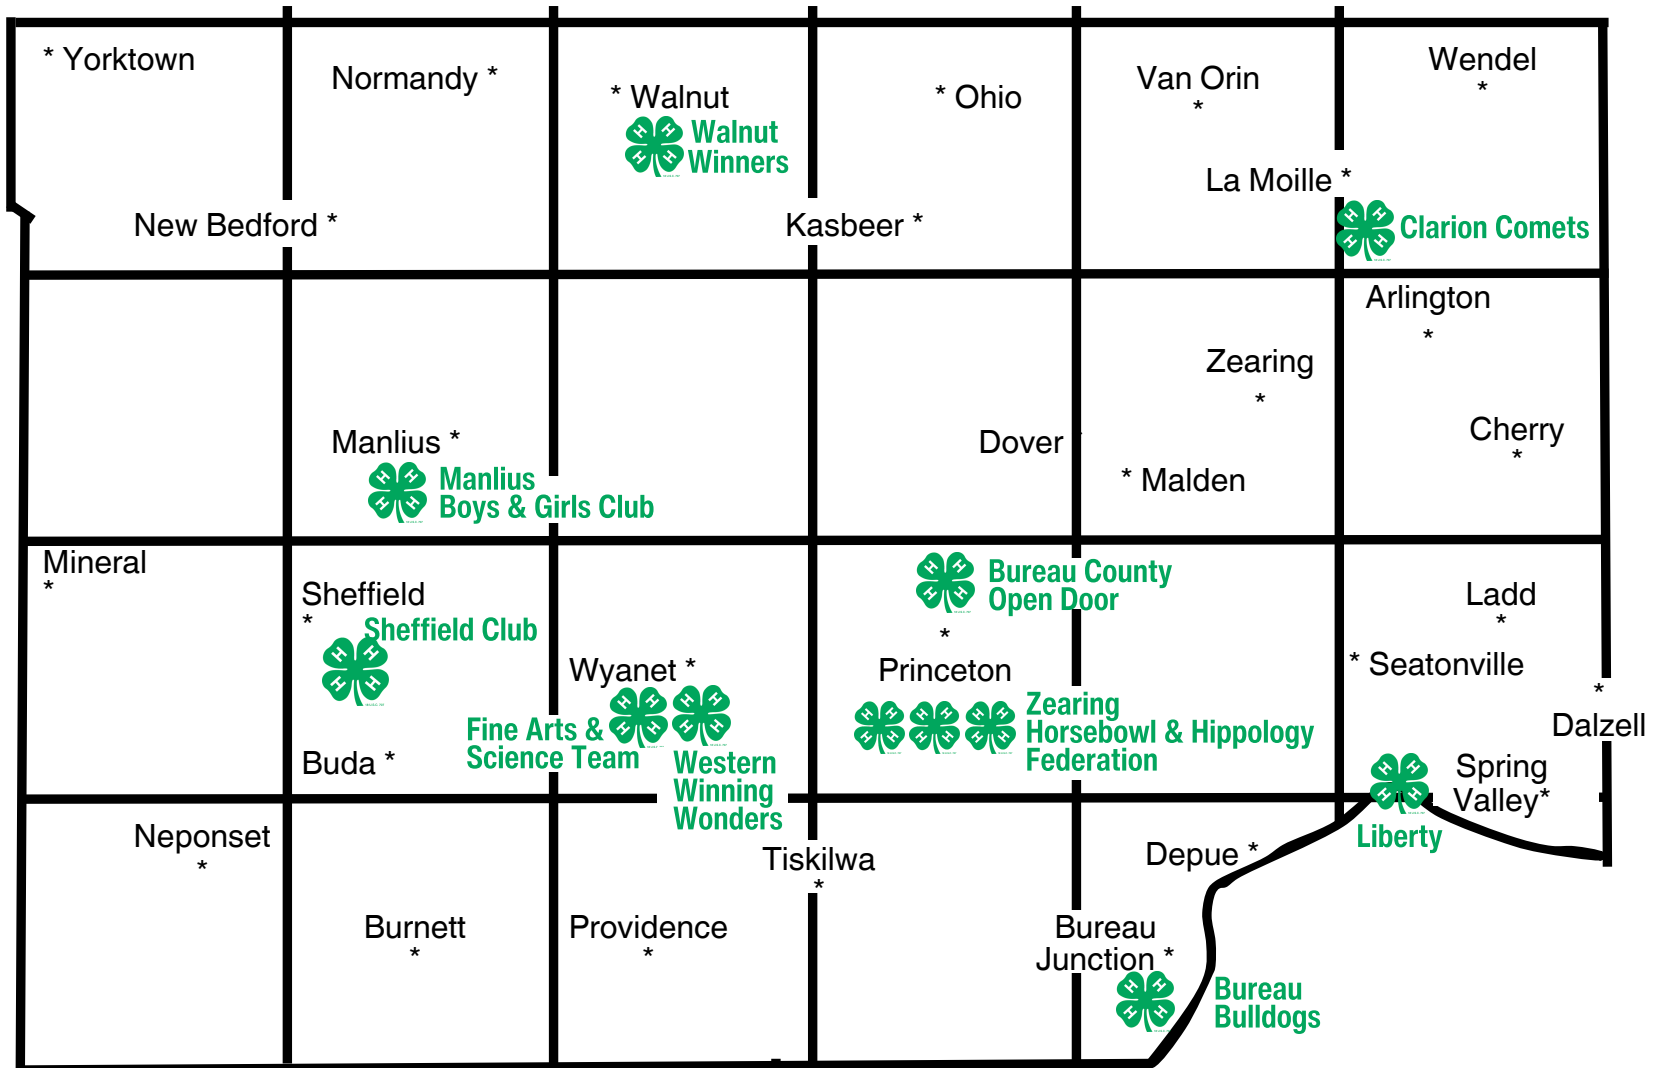 * Yorktown
Normandy *
* Walnut
Walnut
Winners
* Ohio
Van Orin
*
Wendel
*
La Moille *
New Bedford *
Kasbeer *
Clarion Comets
Arlington
*
Zearing
*
Manlius *
Manlius
Boys & Girls Club
Dover
* Malden
Cherry
*
Mineral
*
Sheffield
*
Sheffield Club
Bureau County
Open Door
*
Princeton
Ladd
*
* Seatonville
*
Dalzell
Wyanet *
Fine Arts &
Science Team
Western
Winning
Wonders
Zearing
Horsebowl & Hippology
Federation
Buda *
Spring
Valley*
Liberty
Neponset
*
Tiskilwa
*
Depue *
Burnett
*
Providence
*
Bureau
Junction *
Bureau
Bulldogs